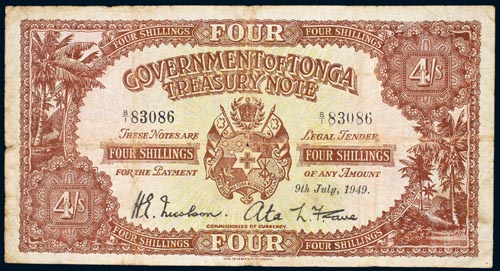 FOUR SHILLINGS FOUR FOUR SHILLINGS
4/s
GOVERNMENT OF TONGA
TREASURY NOTE
B/1 83086 B/1 83086
THESE NOTES ARE LEGAL TENDER
FOUR SHILLINGS FOUR SHILLINGS
FOR THE PAYMENT OF ANY AMOUNT
9th July, 1949.
4/s
COMMISSIONERS OF CURRENCY.
FOUR SHILLINGS FOUR FOUR SHILLINGS